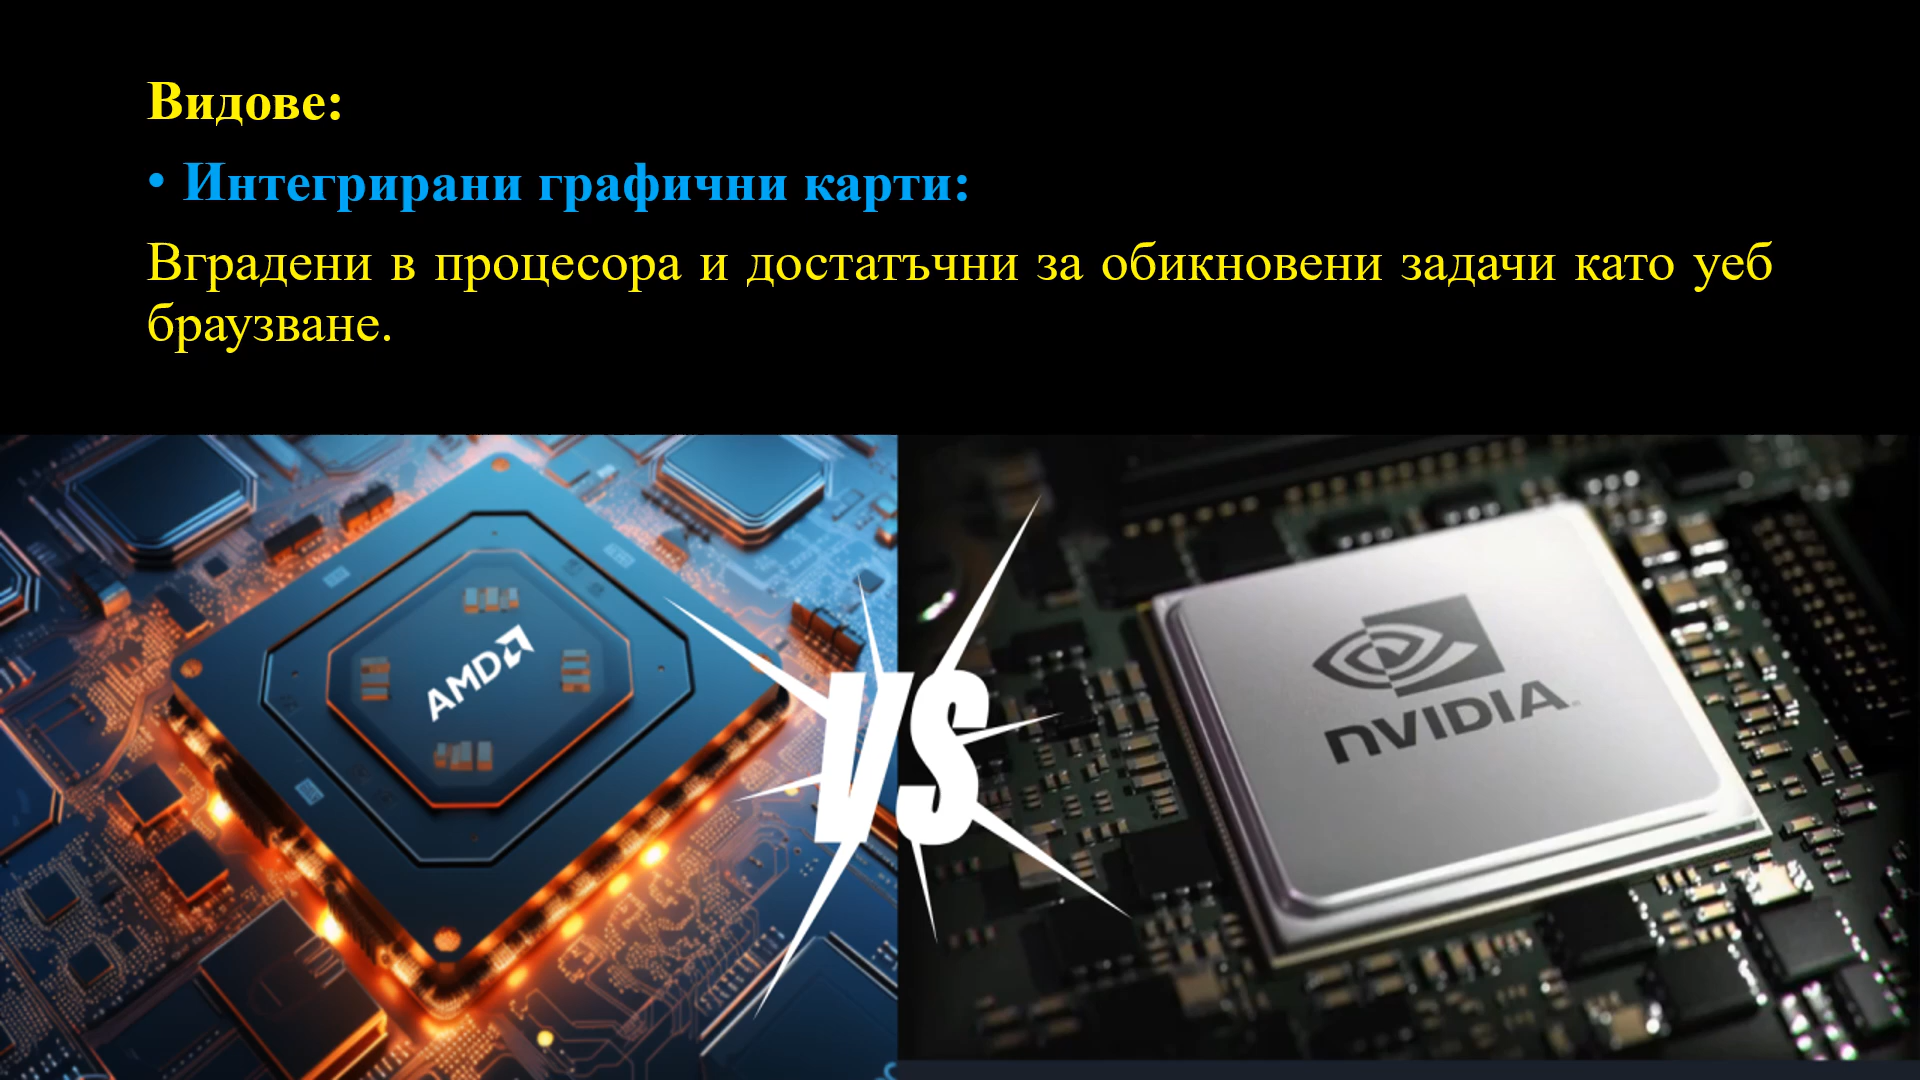 Видове:
• Интегрирани графични карти:
Вградени в процесора и достатъчни за обикновени задачи като уеб
браузване.
AMD
VS
NVIDIA